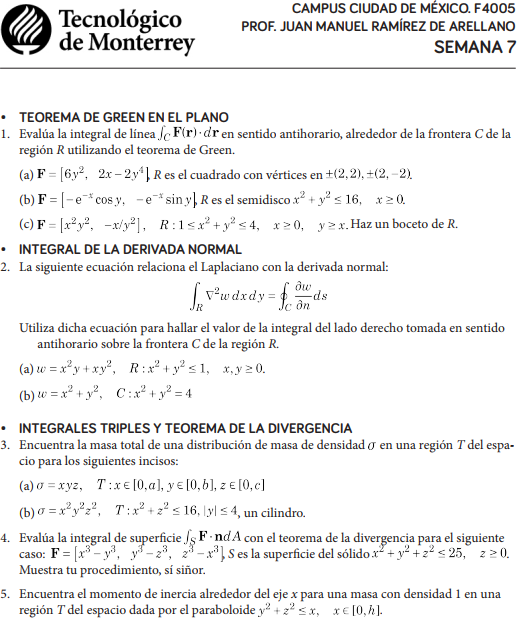 Tecnológico
de Monterrey
CAMPUS CIUDAD DE MÉXICO. F4005
PROF. JUAN MANUEL RAMÍREZ DE ARELLANO
SEMANA 7
• TEOREMA DE GREEN EN EL PLANO
1. Evalúa la integral de línea ∫_C F(r)·dr en sentido antihorario, alrededor de la frontera C de la
región R utilizando el teorema de Green.
(a) F = [6y², 2x − 2y⁴], R es el cuadrado con vértices en ±(2,2), ±(2,−2).
(b) F = [−e⁻ˣ cos y, −e⁻ˣ sin y], R es el semidisco x² + y² ≤ 16, x ≥ 0.
(c) F = [x²y², −x/y²], R : 1 ≤ x² + y² ≤ 4, x ≥ 0, y ≥ x. Haz un boceto de R.
• INTEGRAL DE LA DERIVADA NORMAL
2. La siguiente ecuación relaciona el Laplaciano con la derivada normal:
∫_R ∇²w dx dy = ∮_C ∂w/∂n ds
Utiliza dicha ecuación para hallar el valor de la integral del lado derecho tomada en sentido
antihorario sobre la frontera C de la región R.
(a) w = x²y + xy², R : x² + y² ≤ 1, x, y ≥ 0.
(b) w = x² + y², C : x² + y² = 4
• INTEGRALES TRIPLES Y TEOREMA DE LA DIVERGENCIA
3. Encuentra la masa total de una distribución de masa de densidad σ en una región T del espa-
cio para los siguientes incisos:
(a) σ = xyz, T : x ∈ [0,a], y ∈ [0,b], z ∈ [0,c]
(b) σ = x²y²z², T : x² + z² ≤ 16, |y| ≤ 4, un cilindro.
4. Evalúa la integral de superficie ∫_S F · n dA con el teorema de la divergencia para el siguiente
caso: F = [x³ − y³, y³ − z³, z³ − x³], S es la superficie del sólido x² + y² + z² ≤ 25, z ≥ 0.
Muestra tu procedimiento, sí siñor.
5. Encuentra el momento de inercia alrededor del eje x para una masa con densidad 1 en una
región T del espacio dada por el paraboloide y² + z² ≤ x, x ∈ [0,h].